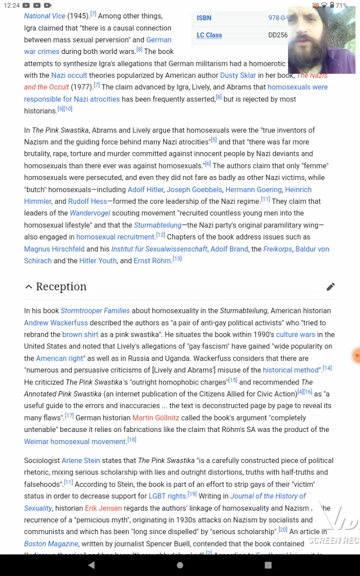 12:24
71%
National Vice (1945).[7] Among other things,
Igra claimed that "there is a causal connection
between mass sexual perversion" and German
war crimes during both world wars.[8] The book
ISBN 978-0-9
LC Class DD256
attempts to synthesize Igra's allegations that German militarism had a homoerotic
with the Nazi occult theories popularized by American author Dusty Sklar in her book, The Nazis
and the Occult (1977).[7] The claim advanced by Igra, Lively, and Abrams that homosexuals were
responsible for Nazi atrocities has been frequently asserted,[8] but is rejected by most
historians.[9][10]
In The Pink Swastika, Abrams and Lively argue that homosexuals were the "true inventors of
Nazism and the guiding force behind many Nazi atrocities"[5] and that "there was far more
brutality, rape, torture and murder committed against innocent people by Nazi deviants and
homosexuals than there ever was against homosexuals".[6] The authors claim that only "femme"
homosexuals were persecuted, and even they did not fare as badly as other Nazi victims, while
"butch" homosexuals—including Adolf Hitler, Joseph Goebbels, Hermann Goering, Heinrich
Himmler, and Rudolf Hess—formed the core leadership of the Nazi regime.[11] They claim that
leaders of the Wandervogel scouting movement "recruited countless young men into the
homosexual lifestyle" and that the Sturmabteilung—the Nazi party's original paramilitary wing—
also engaged in homosexual recruitment.[12] Chapters of the book address issues such as
Magnus Hirschfeld and his Institut für Sexualwissenschaft, Adolf Brand, the Freikorps, Baldur von
Schirach and the Hitler Youth, and Ernst Röhm.[13]
Reception
In his book Stormtrooper Families about homosexuality in the Sturmabteilung, American historian
Andrew Wackerfuss described the authors as "a pair of anti-gay political activists" who "tried to
rebrand the brown shirt as a pink swastika". He situates the book within 1990's culture wars in the
United States and noted that Lively's allegations of "gay fascism" have gained "wide popularity on
the American right" as well as in Russia and Uganda. Wackerfuss considers that there are
"numerous and persuasive criticisms of [Lively and Abrams'] misuse of the historical method".[14]
He criticized The Pink Swastika's "outright homophobic charges"[15] and recommended The
Annotated Pink Swastika (an internet publication of the Citizens Allied for Civic Action)[4][16] as "a
useful guide to the errors and inaccuracies ... the text is deconstructed page by page to reveal its
many flaws".[17] German historian Martin Göllnitz called the book's argument "completely
untenable" because it relies on fabrications like the claim that Röhm's SA was the product of the
Weimar homosexual movement.[18]
Sociologist Arlene Stein states that The Pink Swastika "is a carefully constructed piece of political
rhetoric, mixing serious scholarship with lies and outright distortions, truths with half-truths and
falsehoods".[11] According to Stein, the book is part of an effort to strip gays of their "victim"
status in order to decrease support for LGBT rights.[19] Writing in Journal of the History of
Sexuality, historian Erik Jensen regards the authors' linkage of homosexuality and Nazism as the
recurrence of a "pernicious myth", originating in 1930s attacks on Nazism by socialists and
communists and which has been "long since dispelled" by "serious scholarship".[20] An article in
Boston Magazine, written by journalist Spencer Buell, contended that the book contained
SCREEN RECORDER